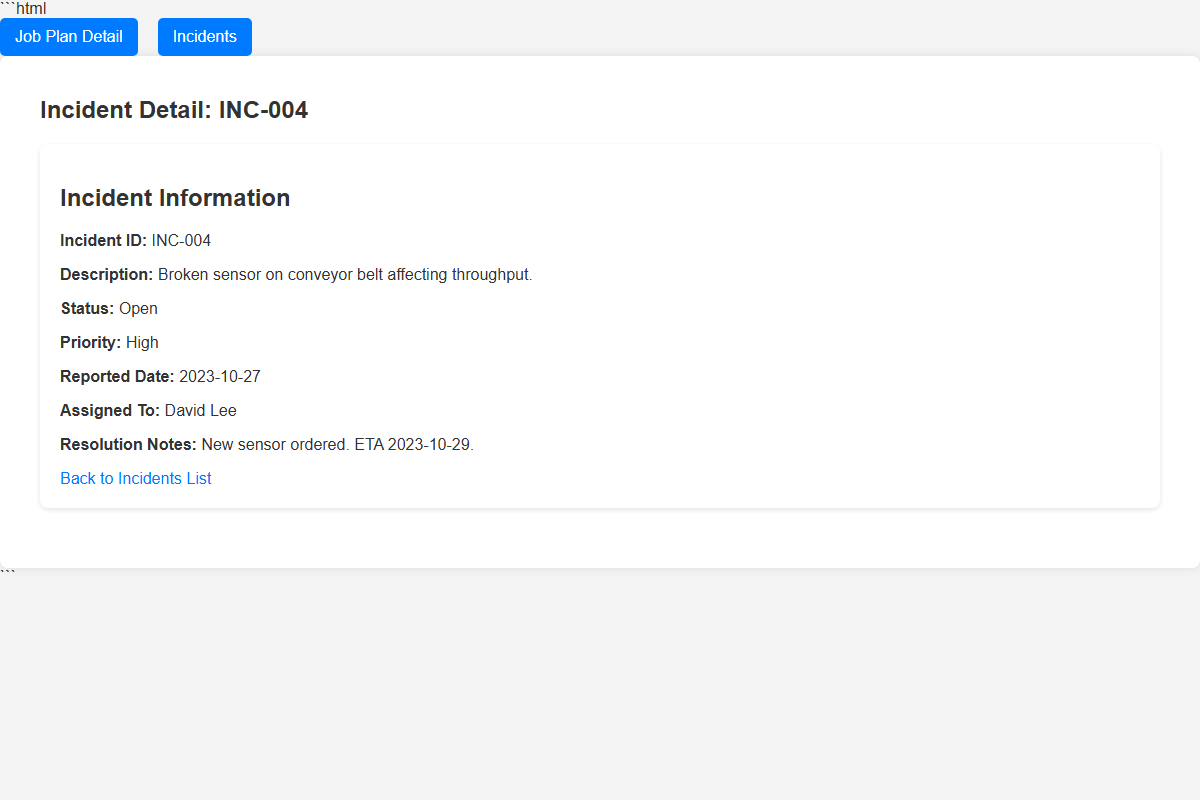 ```html
Job Plan Detail Incidents
Incident Detail: INC-004
Incident Information
Incident ID: INC-004
Description: Broken sensor on conveyor belt affecting throughput.
Status: Open
Priority: High
Reported Date: 2023-10-27
Assigned To: David Lee
Resolution Notes: New sensor ordered. ETA 2023-10-29.
Back to Incidents List
```